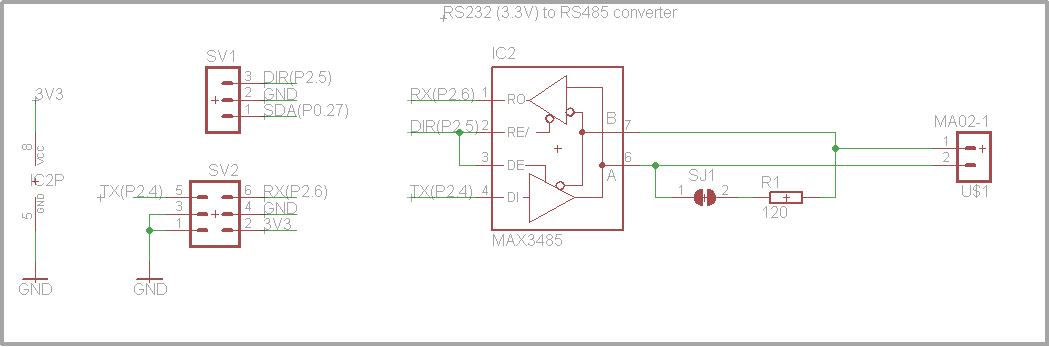 RS232 (3.3V) to RS485 converter
SV1
3 DIR(P2.5)
2 GND
1 SDA(P0.27)
3V3
8
VCC
IC2P
GND
5
GND
SV2
TX(P2.4) 5 6 RX(P2.6)
3 4 GND
1 2 3V3
GND
IC2
RX(P2.6) 1 RO
DIR(P2.5) 2 RE/ B 7
3 DE A 6
TX(P2.4) 4 DI
MAX3485
SJ1
1 2
R1
120
MA02-1
1
2
U$1